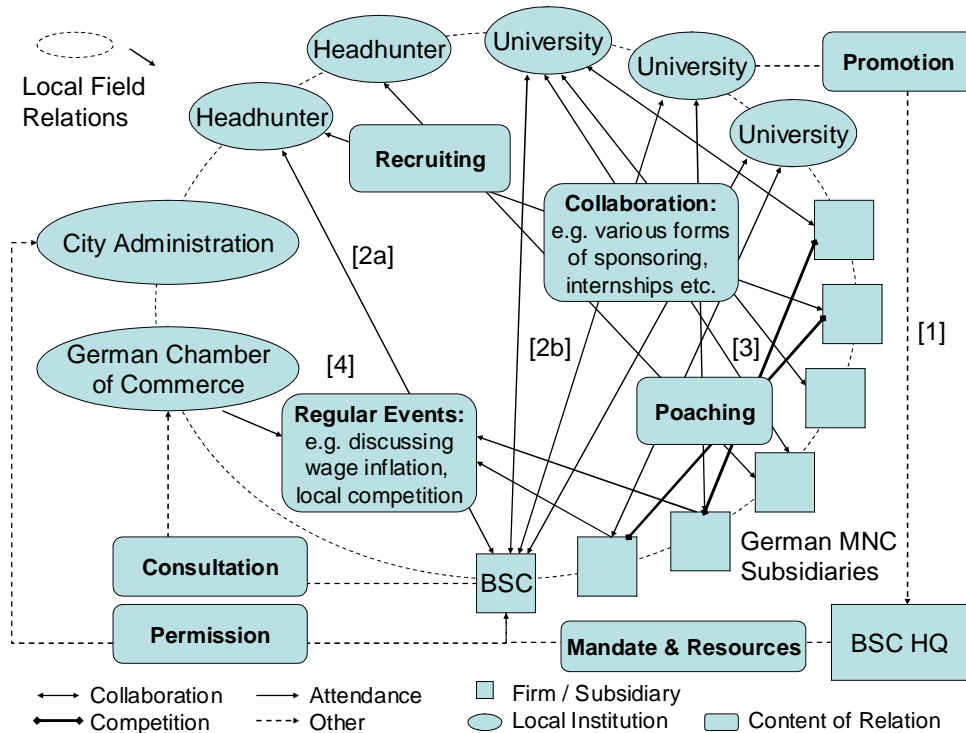 Local Field
Relations
Headhunter
University
University
Promotion
Headhunter
University
Recruiting
City Administration
Collaboration:
e.g. various forms
of sponsoring,
internships etc.
[2a]
[1]
German Chamber
of Commerce
[4]
[2b]
[3]
Regular Events:
e.g. discussing
wage inflation,
local competition
Poaching
German MNC
Subsidiaries
Consultation
BSC
Permission
Mandate & Resources
BSC HQ
Collaboration
Attendance
Firm / Subsidiary
Competition
Other
Local Institution
Content of Relation